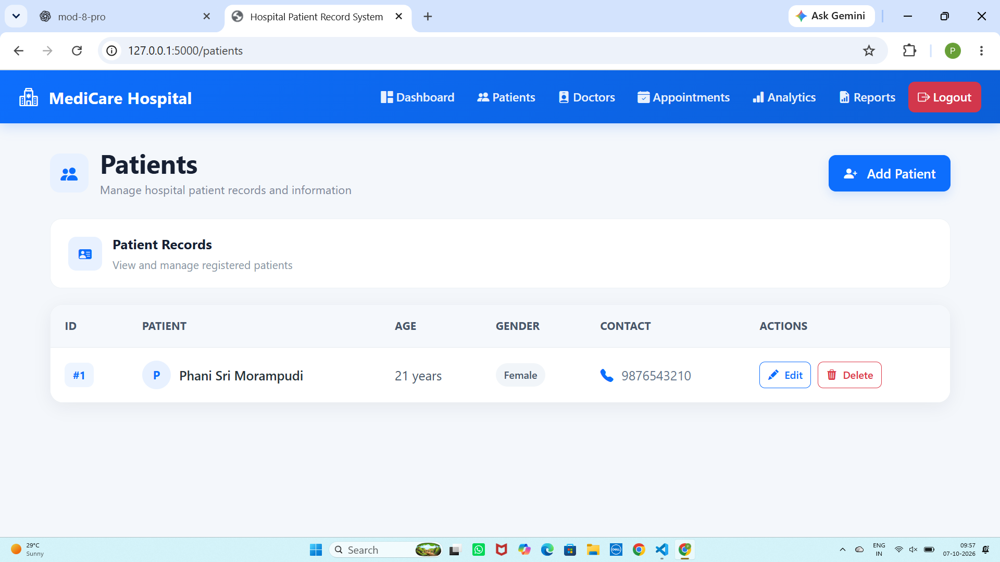 mod-8-pro
Hospital Patient Record System
Ask Gemini
127.0.0.1:5000/patients
P
MediCare Hospital
Dashboard
Patients
Doctors
Appointments
Analytics
Reports
Logout
Patients
Manage hospital patient records and information
Add Patient
Patient Records
View and manage registered patients
ID PATIENT AGE GENDER CONTACT ACTIONS
#1 P Phani Sri Morampudi 21 years Female 9876543210 Edit Delete
29°C
Sunny
Search
DELL
P
ENG
IN
09:57
07-10-2026